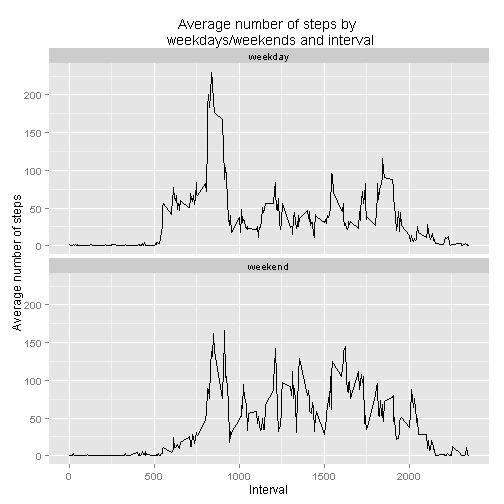 Average number of steps by
weekdays/weekends and interval
weekday
200
150
100
50
0
weekend
200
150
100
50
0
Average number of steps
0 500 1000 1500 2000
Interval